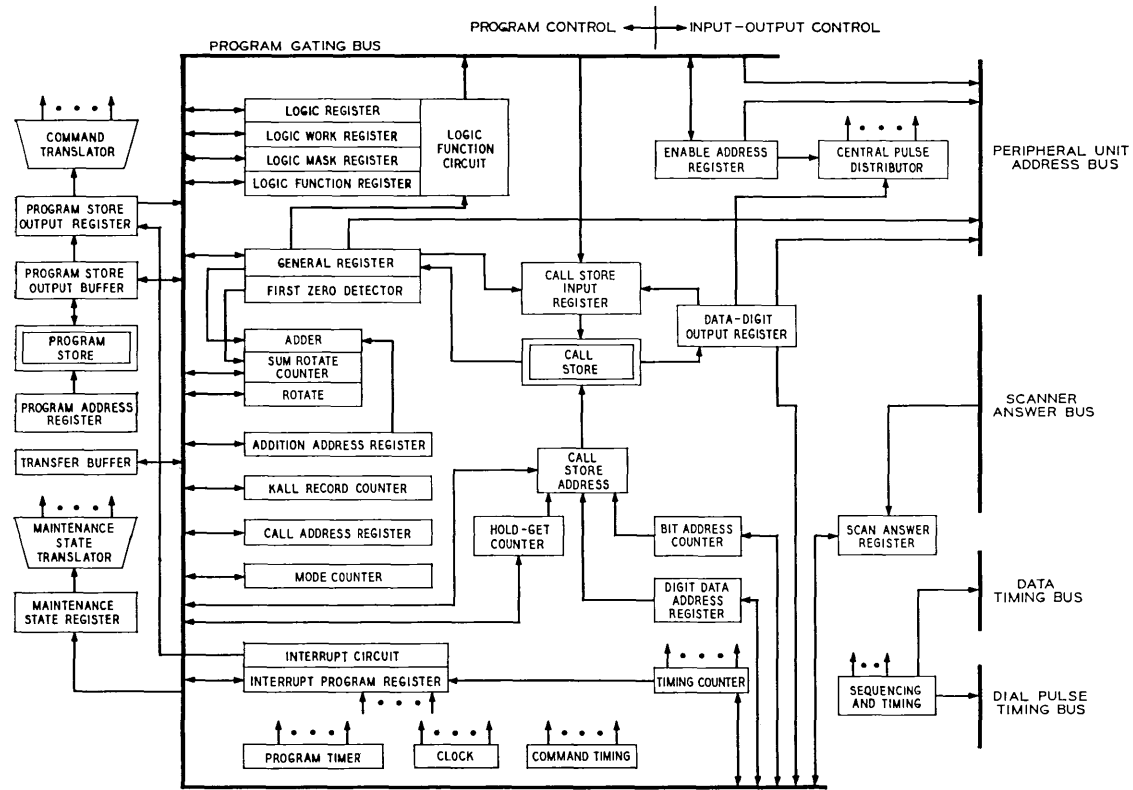 PROGRAM CONTROL
INPUT-OUTPUT CONTROL
PROGRAM GATING BUS
COMMAND
TRANSLATOR
PROGRAM STORE
OUTPUT REGISTER
PROGRAM STORE
OUTPUT BUFFER
PROGRAM
STORE
PROGRAM ADDRESS
REGISTER
TRANSFER BUFFER
MAINTENANCE
STATE
TRANSLATOR
MAINTENANCE
STATE REGISTER
LOGIC REGISTER
LOGIC WORK REGISTER
LOGIC MASK REGISTER
LOGIC FUNCTION REGISTER
LOGIC
FUNCTION
CIRCUIT
GENERAL REGISTER
FIRST ZERO DETECTOR
ADDER
SUM ROTATE
COUNTER
ROTATE
ADDITION ADDRESS REGISTER
KALL RECORD COUNTER
CALL ADDRESS REGISTER
MODE COUNTER
INTERRUPT CIRCUIT
INTERRUPT PROGRAM REGISTER
PROGRAM TIMER
CLOCK
COMMAND TIMING
CALL STORE
INPUT
REGISTER
CALL
STORE
CALL
STORE
ADDRESS
HOLD-GET
COUNTER
BIT ADDRESS
COUNTER
DIGIT DATA
ADDRESS
REGISTER
TIMING COUNTER
ENABLE ADDRESS
REGISTER
CENTRAL PULSE
DISTRIBUTOR
DATA-DIGIT
OUTPUT REGISTER
SCAN ANSWER
REGISTER
SEQUENCING
AND TIMING
PERIPHERAL UNIT
ADDRESS BUS
SCANNER
ANSWER BUS
DATA
TIMING BUS
DIAL PULSE
TIMING BUS